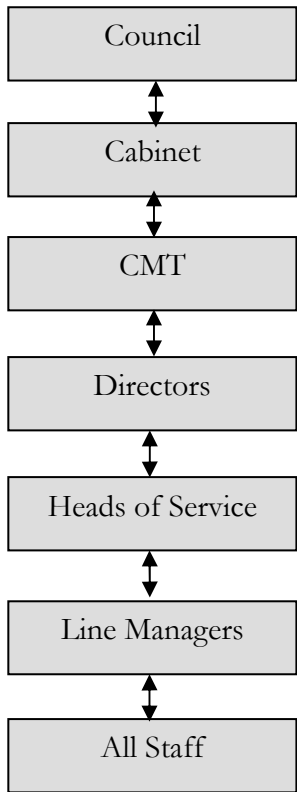 Council
Cabinet
CMT
Directors
Heads of Service
Line Managers
All Staff